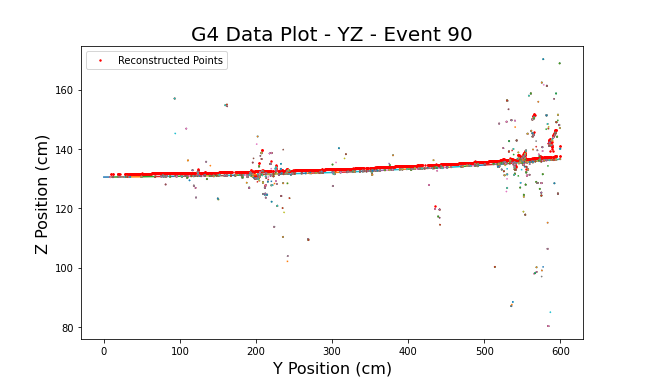 G4 Data Plot - YZ - Event 90
Reconstructed Points
Z Position (cm)
160
140
120
100
80
0 100 200 300 400 500 600
Y Position (cm)